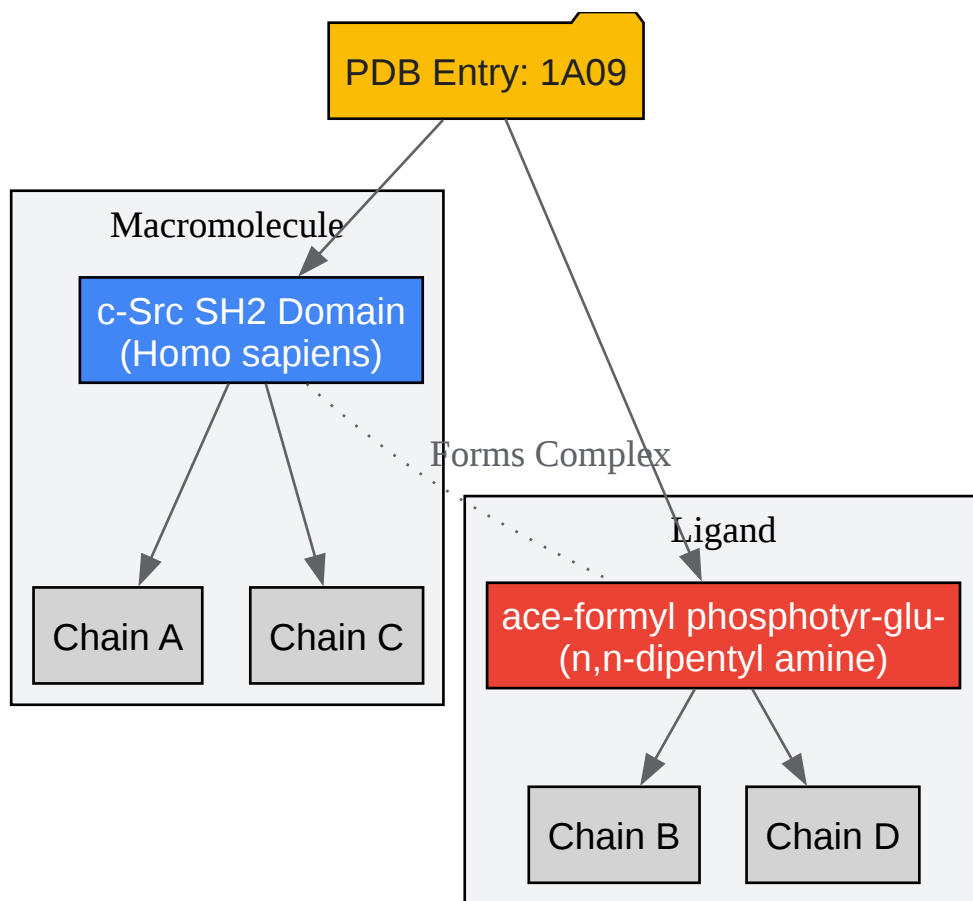 PDB Entry: 1A09
Macromolecule
c-Src SH2 Domain
(Homo sapiens)
Forms Complex
Ligand
Chain A
Chain C
ace-formyl phosphotyr-glu-
(n,n-dipentyl amine)
Chain B
Chain D